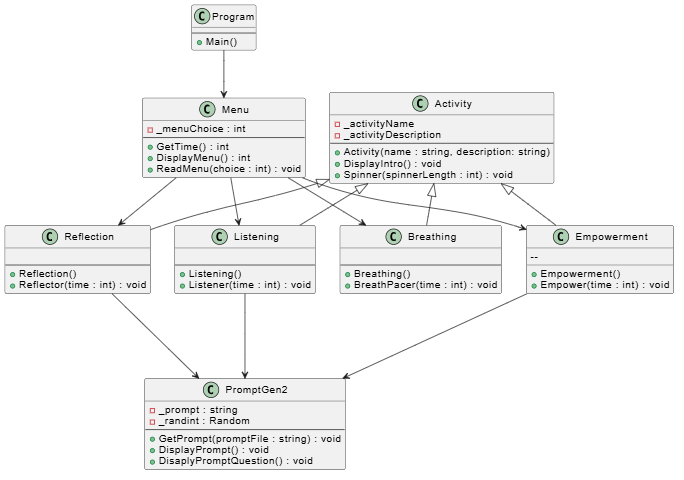 C Program
Main()
C Menu
_menuChoice : int
GetTime() : int
DisplayMenu() : int
ReadMenu(choice : int) : void
C Activity
_activityName
_activityDescription
Activity(name : string, description: string)
DisplayIntro() : void
Spinner(spinnerLength : int) : void
C Reflection
Reflection()
Reflector(time : int) : void
C Listening
Listening()
Listener(time : int) : void
C Breathing
Breathing()
BreathPacer(time : int) : void
C Empowerment
--
Empowerment()
Empower(time : int) : void
C PromptGen2
_prompt : string
_randint : Random
GetPrompt(promptFile : string) : void
DisplayPrompt() : void
DisaplyPromptQuestion() : void